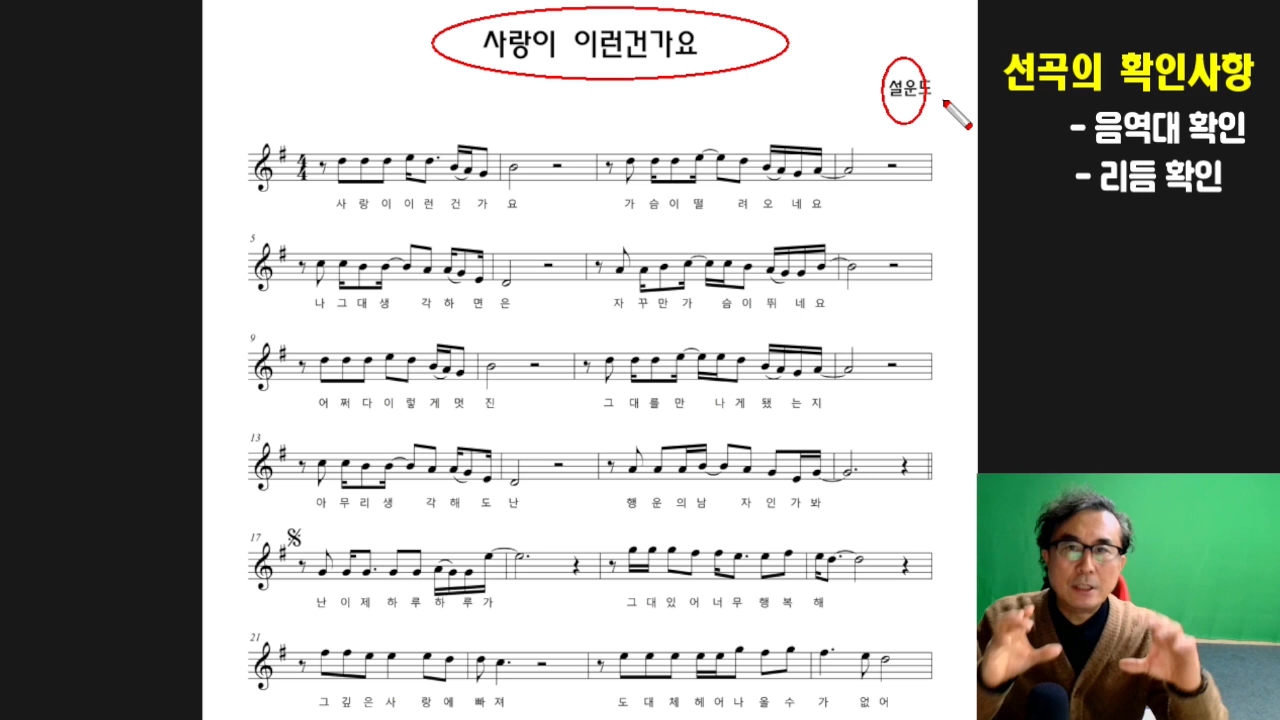 사랑이 이런건가요
설운도
선곡의 확인사항
- 음역대 확인
- 리듬 확인
사 랑 이 이 런 건 가 요 가 슴 이 떨 려 오 네 요
5
나 그 대 생 각 하 면 은 자 꾸 만 가 슴 이 뛰 네 요
9
어 쩌 다 이 렇 게 멋 진 그 대 를 만 나 게 됐 는 지
13
아 무 리 생 각 해 도 난 행 운 의 남 자 인 가 봐
17
난 이 제 하 루 하 루 가 그 대 있 어 너 무 행 복 해
21
그 깊 은 사 랑 에 빠 져 도 대 체 헤 어 나 올 수 가 없 어